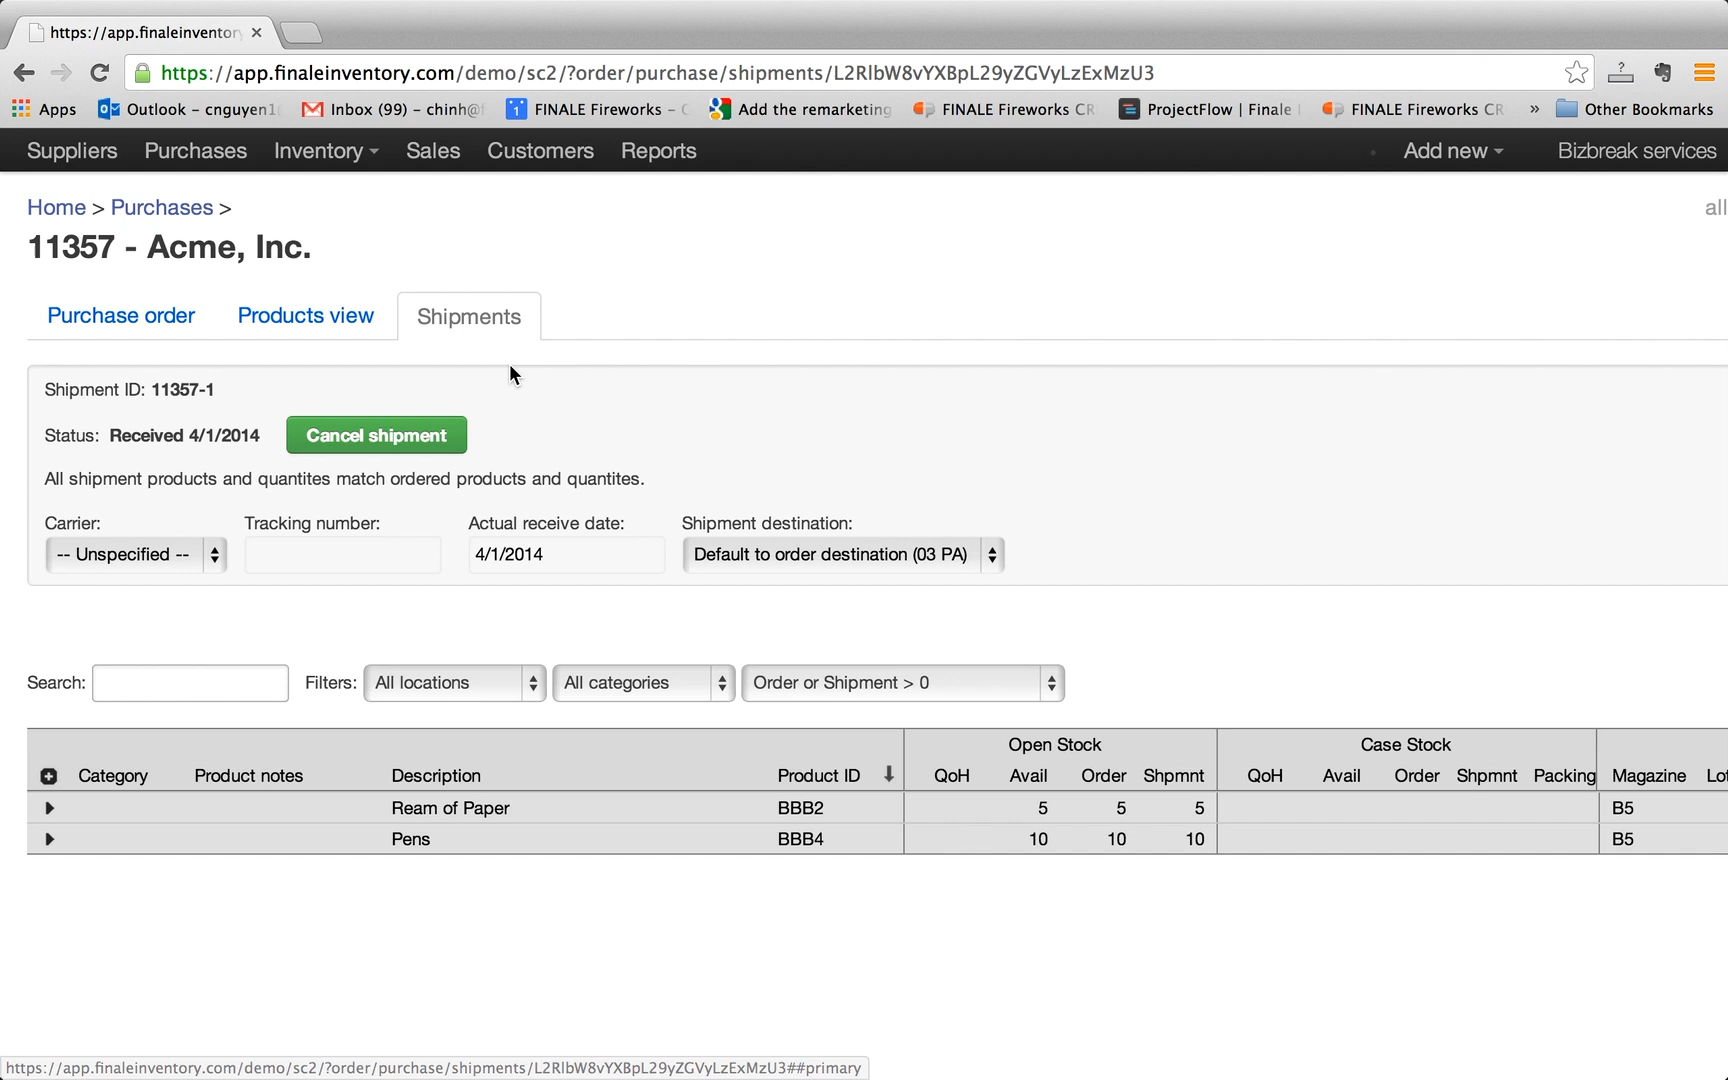 https://app.finaleinventory
https://app.finaleinventory.com/demo/sc2/?order/purchase/shipments/L2RlbW8vYXBpL29yZGVyLzExMzU3
Apps Outlook - cnguyen1 Inbox (99) - chinh@ FINALE Fireworks - Add the remarketing FINALE Fireworks CR ProjectFlow | Finale FINALE Fireworks CR » Other Bookmarks
Suppliers Purchases Inventory Sales Customers Reports Add new Bizbreak services
Home > Purchases > all
11357 - Acme, Inc.
Purchase order Products view Shipments
Shipment ID: 11357-1
Status: Received 4/1/2014 Cancel shipment
All shipment products and quantites match ordered products and quantites.
Carrier: Tracking number: Actual receive date: Shipment destination:
-- Unspecified -- 4/1/2014 Default to order destination (03 PA)
Search: Filters: All locations All categories Order or Shipment > 0
Open Stock Case Stock
Category Product notes Description Product ID QoH Avail Order Shpmnt QoH Avail Order Shpmnt Packing Magazine Lot
Ream of Paper BBB2 5 5 5 B5
Pens BBB4 10 10 10 B5
https://app.finaleinventory.com/demo/sc2/?order/purchase/shipments/L2RlbW8vYXBpL29yZGVyLzExMzU3##primary